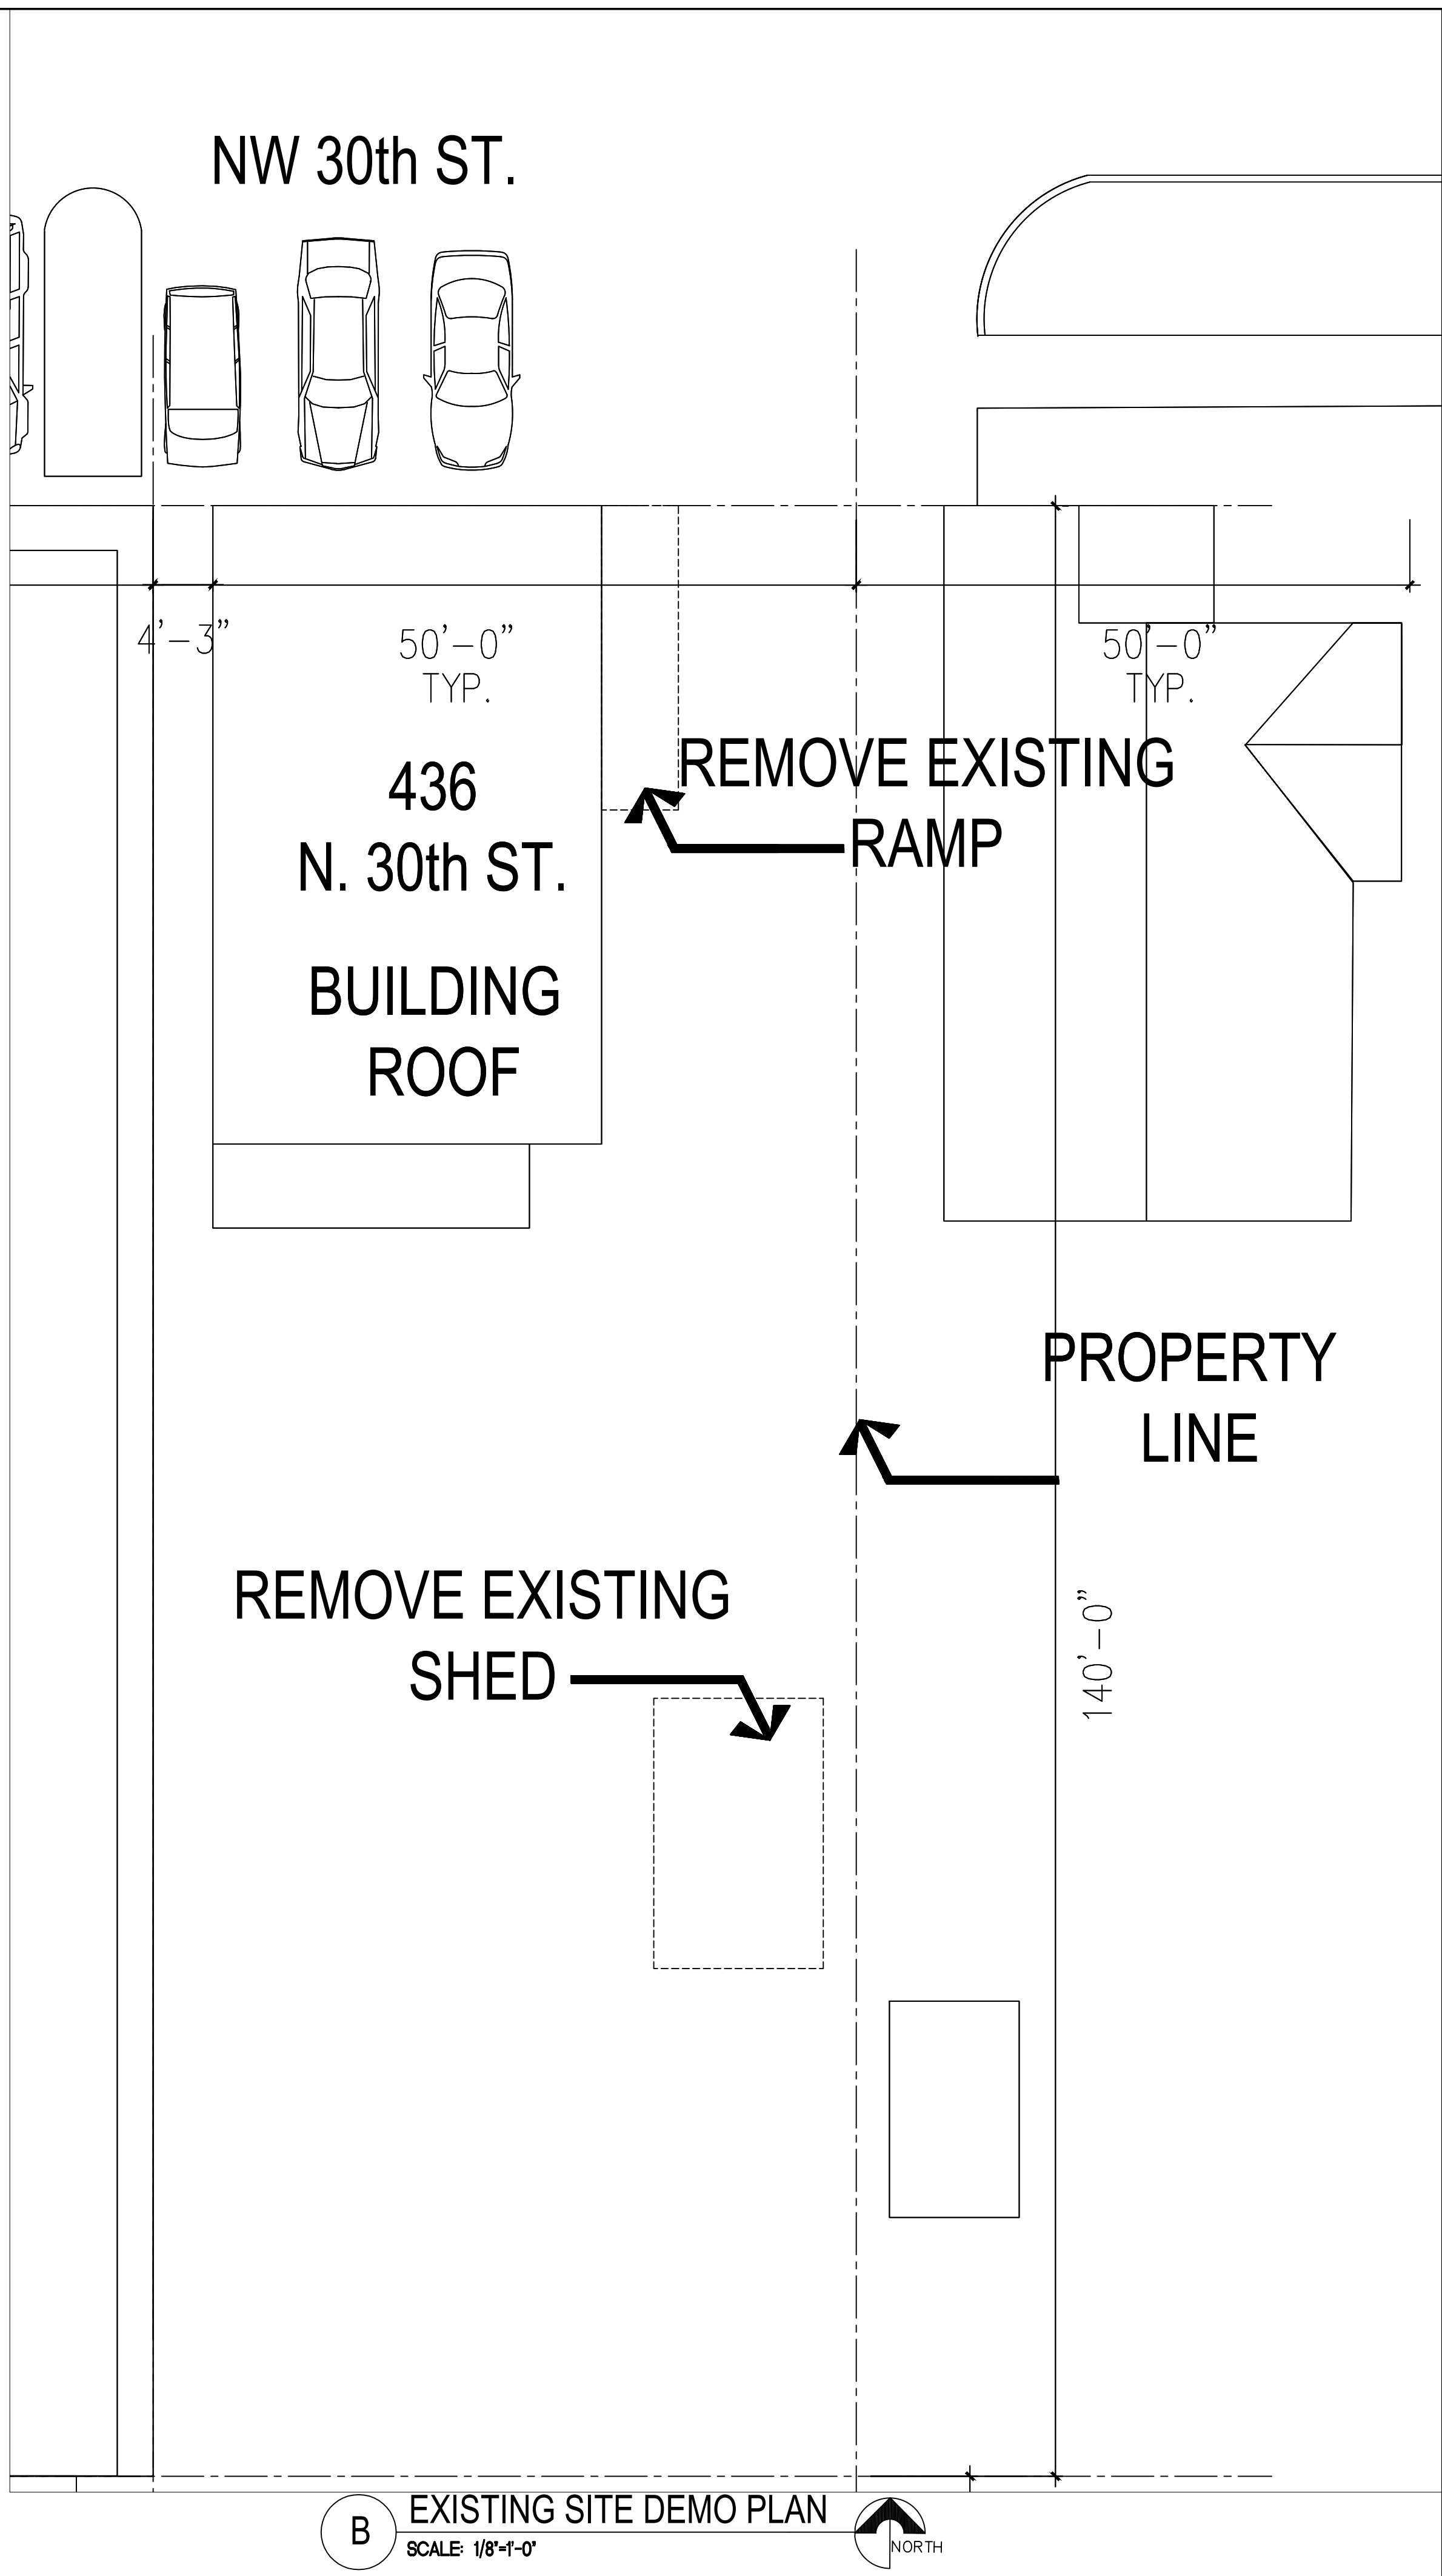 NW 30th ST.
4'-3"
50'-0"
TYP.
50'-0"
TYP.
REMOVE EXISTING
RAMP
436
N. 30th ST.
BUILDING
ROOF
PROPERTY
LINE
REMOVE EXISTING
SHED
140'-0"
B
EXISTING SITE DEMO PLAN
SCALE: 1/8"=1'-0"
NORTH